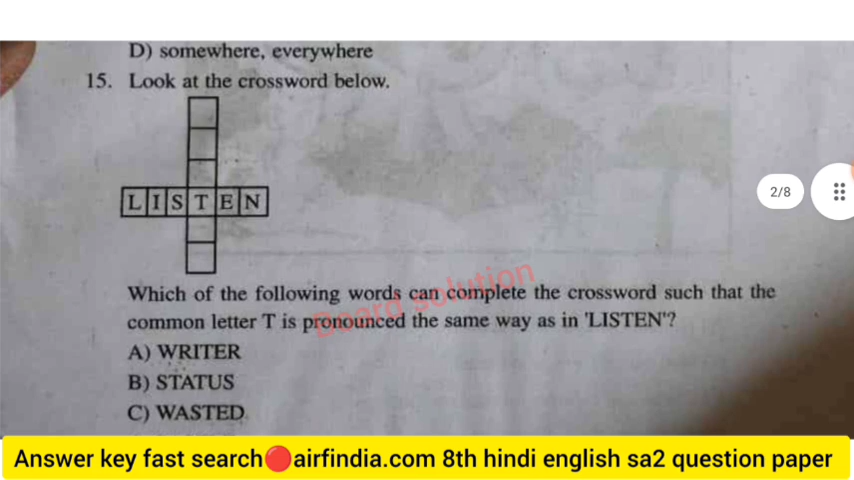 D) somewhere, everywhere
15. Look at the crossword below.
LISTEN
2/8
Which of the following words can complete the crossword such that the
common letter T is pronounced the same way as in 'LISTEN'?
Board solution
A) WRITER
B) STATUS
C) WASTED
Answer key fast search🔴airfindia.com 8th hindi english sa2 question paper